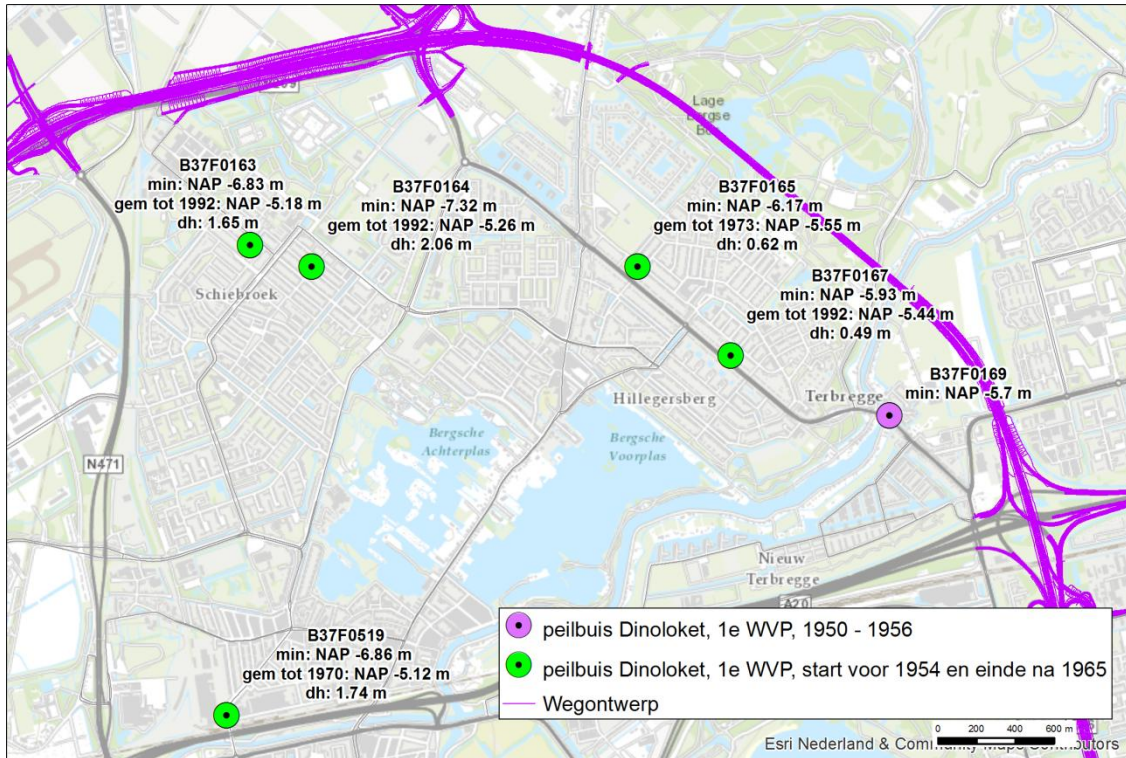 Lage
Bergse
B37F0163
min: NAP -6.83 m
gem tot 1992: NAP -5.18 m
dh: 1.65 m
B37F0164
min: NAP -7.32 m
gem tot 1992: NAP -5.26 m
dh: 2.06 m
B37F0165
min: NAP -6.17 m
gem tot 1973: NAP -5.55 m
dh: 0.62 m
B37F0167
min: NAP -5.93 m
gem tot 1992: NAP -5.44 m
dh: 0.49 m
Schiebroek
B37F0169
min: NAP -5.7 m
Hillegersberg
Terbregge
Bergsche
Achterplas
Bergsche
Voorplas
N471
Nieuw
Terbregge
A20
B37F0519
min: NAP -6.86 m
gem tot 1970: NAP -5.12 m
dh: 1.74 m
peilbuis Dinoloket, 1e WVP, 1950 - 1956
peilbuis Dinoloket, 1e WVP, start voor 1954 en einde na 1965
Wegontwerp
0 200 400 600 m
Esri Nederland & Community Maps Contributors